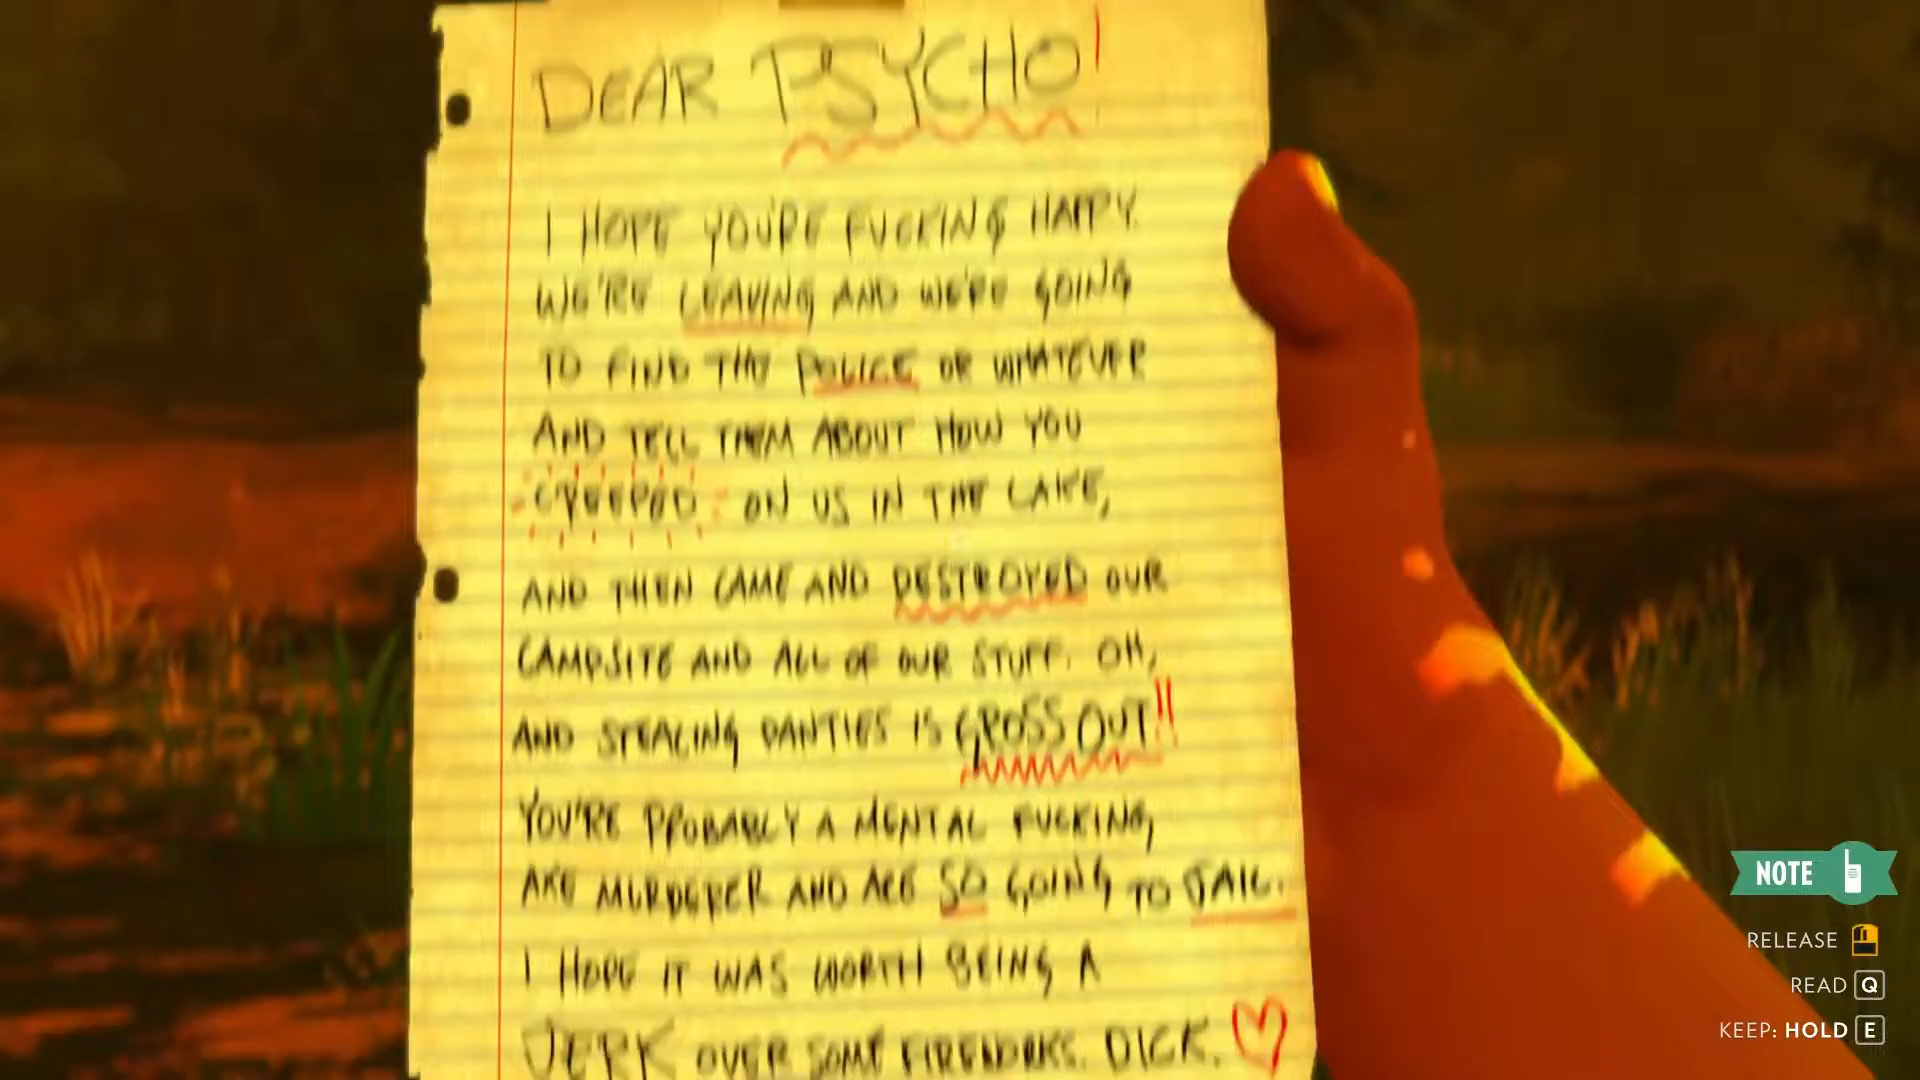 DEAR PSYCHO!
I HOPE YOU'RE FUCKING HAPPY.
WE'RE LEAVING AND WE'RE GOING
TO FIND THE POLICE OR WHATEVER
AND TELL THEM ABOUT HOW YOU
CREEPED ON US IN THE LAKE,
AND THEN CAME AND DESTROYED OUR
CAMPSITE AND ALL OF OUR STUFF. OH,
AND STEALING PANTIES IS GROSS OUT!!
YOU'RE PROBABLY A MENTAL FUCKING
AXE MURDERER AND ARE SO GOING TO JAIL.
I HOPE IT WAS WORTH BEING A
JERK OVER SOME FIREWORKS. DICK.
NOTE
RELEASE
READ Q
KEEP: HOLD E